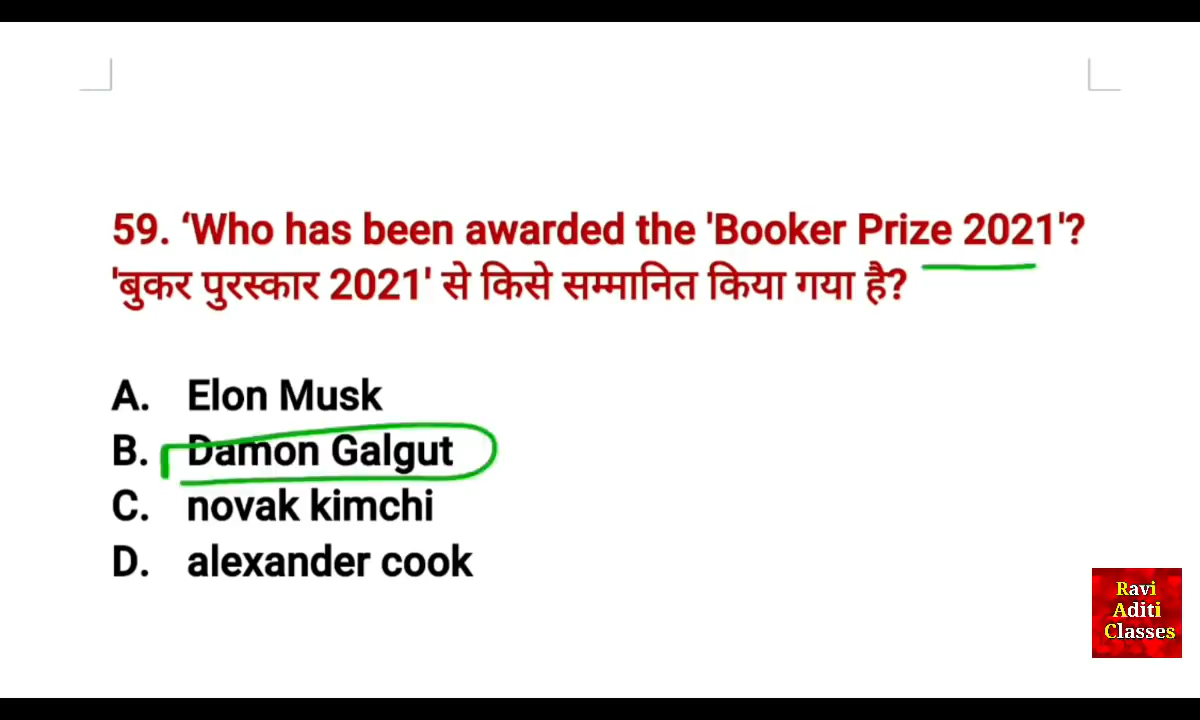 59. ‘Who has been awarded the 'Booker Prize 2021'?
'बुकर पुरस्कार 2021' से किसे सम्मानित किया गया है?
A. Elon Musk
B. Damon Galgut
C. novak kimchi
D. alexander cook
Ravi
Aditi
Classes